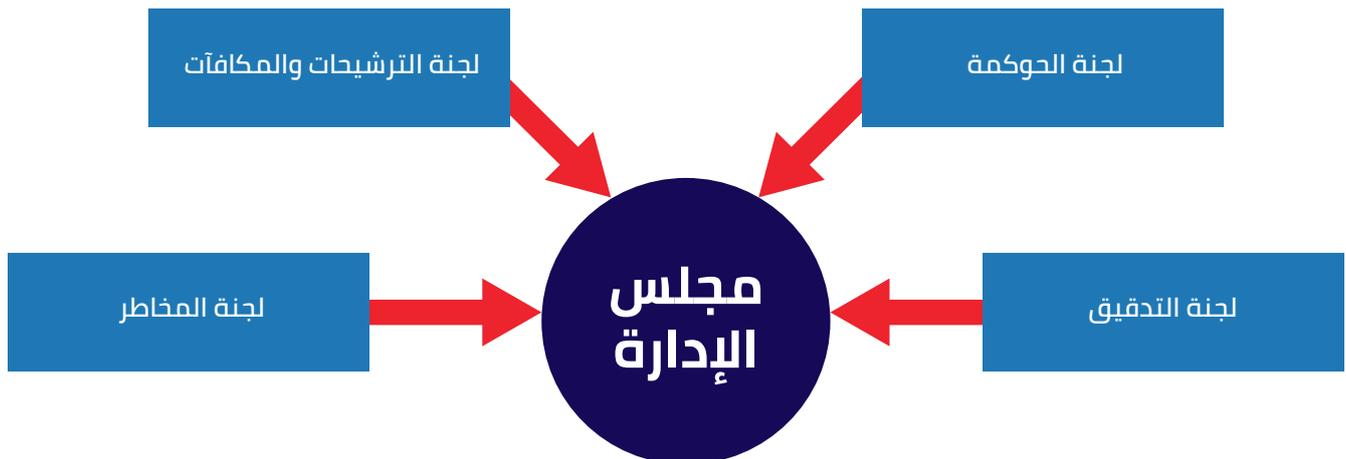 لجنة الحوكمة
لجنة الترشيحات والمكافآت
لجنة التدقيق
مجلس
الإدارة
لجنة المخاطر